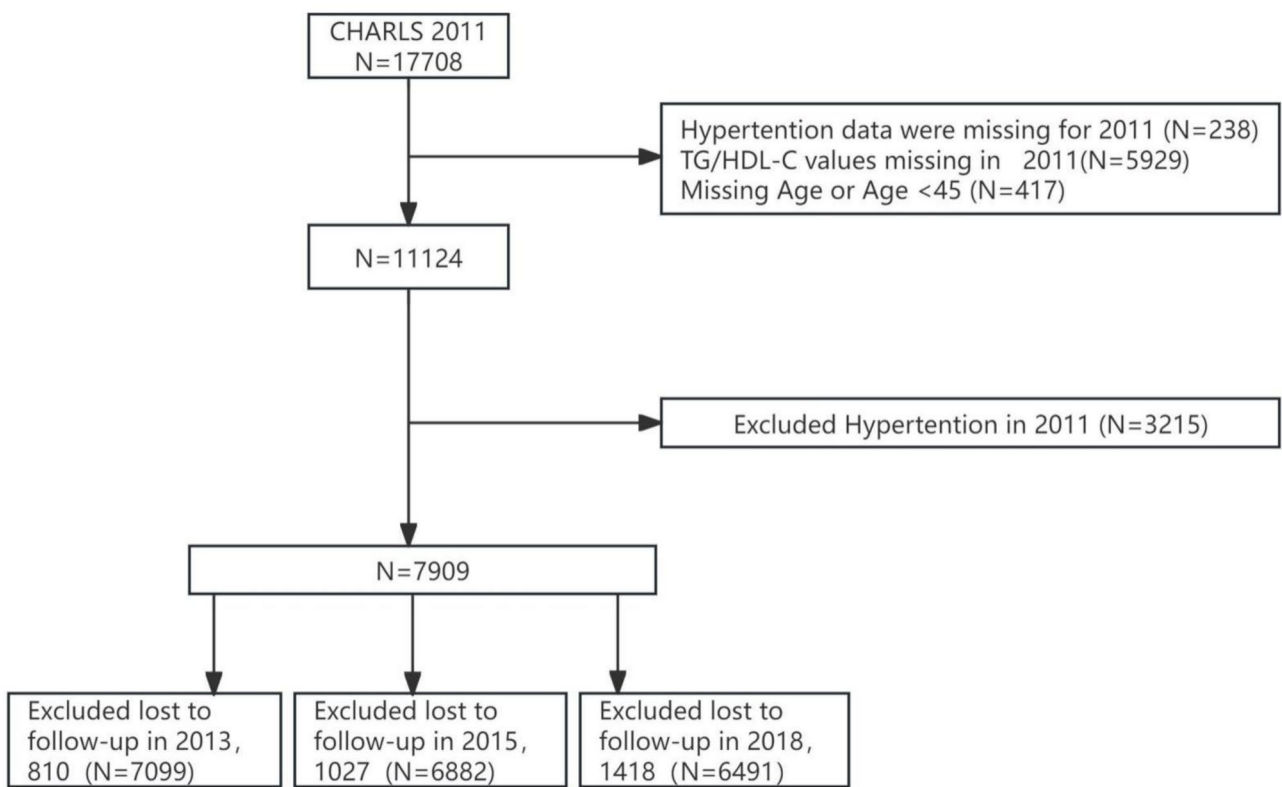 CHARLS 2011
N=17708
Hypertention data were missing for 2011 (N=238)
TG/HDL-C values missing in 2011(N=5929)
Missing Age or Age <45 (N=417)
N=11124
Excluded Hypertention in 2011 (N=3215)
N=7909
Excluded lost to
follow-up in 2013,
810 (N=7099)
Excluded lost to
follow-up in 2015,
1027 (N=6882)
Excluded lost to
follow-up in 2018,
1418 (N=6491)